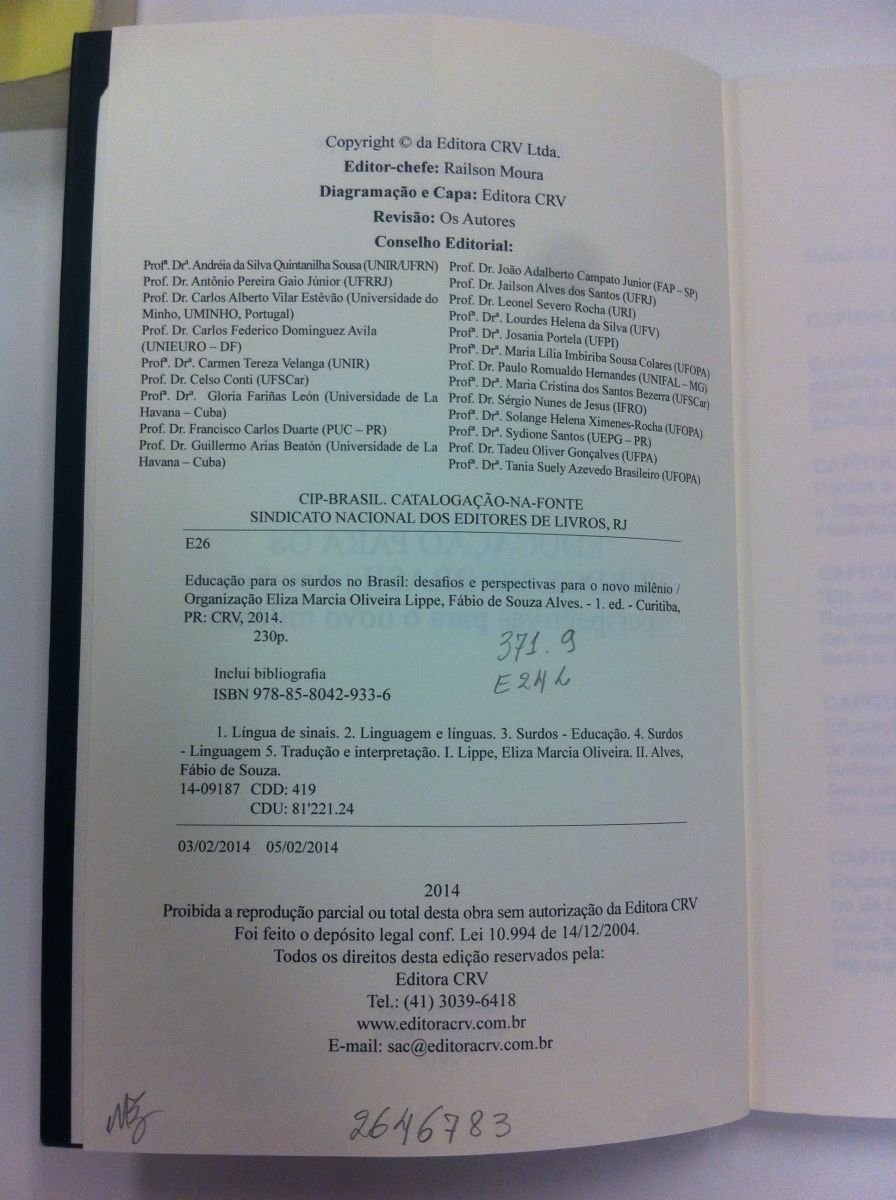 Copyright © da Editora CRV Ltda.
Editor-chefe: Railson Moura
Diagramação e Capa: Editora CRV
Revisão: Os Autores
Conselho Editorial:
Profª. Drª. Andréia da Silva Quintanilha Sousa (UNIR/UFRN)
Prof. Dr. Antônio Pereira Gaio Júnior (UFRRJ)
Prof. Dr. Carlos Alberto Vilar Estêvão (Universidade do
Minho, UMINHO, Portugal)
Prof. Dr. Carlos Federico Dominguez Avila
(UNIEURO – DF)
Profª. Drª. Carmen Tereza Velanga (UNIR)
Prof. Dr. Celso Conti (UFSCar)
Profª. Drª. Gloria Fariñas León (Universidade de La
Havana – Cuba)
Prof. Dr. Francisco Carlos Duarte (PUC – PR)
Prof. Dr. Guillermo Arias Beatón (Universidade de La
Havana – Cuba)
Prof. Dr. João Adalberto Campato Junior (FAP – SP)
Prof. Dr. Jailson Alves dos Santos (UFRJ)
Prof. Dr. Leonel Severo Rocha (URI)
Profª. Drª. Lourdes Helena da Silva (UFV)
Profª. Drª. Josania Portela (UFPI)
Profª. Drª. Maria Lília Imbiriba Sousa Colares (UFOPA)
Prof. Dr. Paulo Romualdo Hernandes (UNIFAL – MG)
Profª. Drª. Maria Cristina dos Santos Bezerra (UFSCar)
Prof. Dr. Sérgio Nunes de Jesus (IFRO)
Profª. Drª. Solange Helena Ximenes-Rocha (UFOPA)
Profª. Drª. Sydione Santos (UEPG – PR)
Prof. Dr. Tadeu Oliver Gonçalves (UFPA)
Profª. Drª. Tania Suely Azevedo Brasileiro (UFOPA)
CIP-BRASIL. CATALOGAÇÃO-NA-FONTE
SINDICATO NACIONAL DOS EDITORES DE LIVROS, RJ
E26
Educação para os surdos no Brasil: desafios e perspectivas para o novo milênio /
Organização Eliza Marcia Oliveira Lippe, Fábio de Souza Alves. - 1. ed. - Curitiba,
PR: CRV, 2014.
230p.
371.9
E24L
Inclui bibliografia
ISBN 978-85-8042-933-6
1. Língua de sinais. 2. Linguagem e línguas. 3. Surdos - Educação. 4. Surdos
- Linguagem 5. Tradução e interpretação. I. Lippe, Eliza Marcia Oliveira. II. Alves,
Fábio de Souza.
14-09187 CDD: 419
CDU: 81'221.24
03/02/2014 05/02/2014
2014
Proibida a reprodução parcial ou total desta obra sem autorização da Editora CRV
Foi feito o depósito legal conf. Lei 10.994 de 14/12/2004.
Todos os direitos desta edição reservados pela:
Editora CRV
Tel.: (41) 3039-6418
www.editoracrv.com.br
E-mail: sac@editoracrv.com.br
2646783